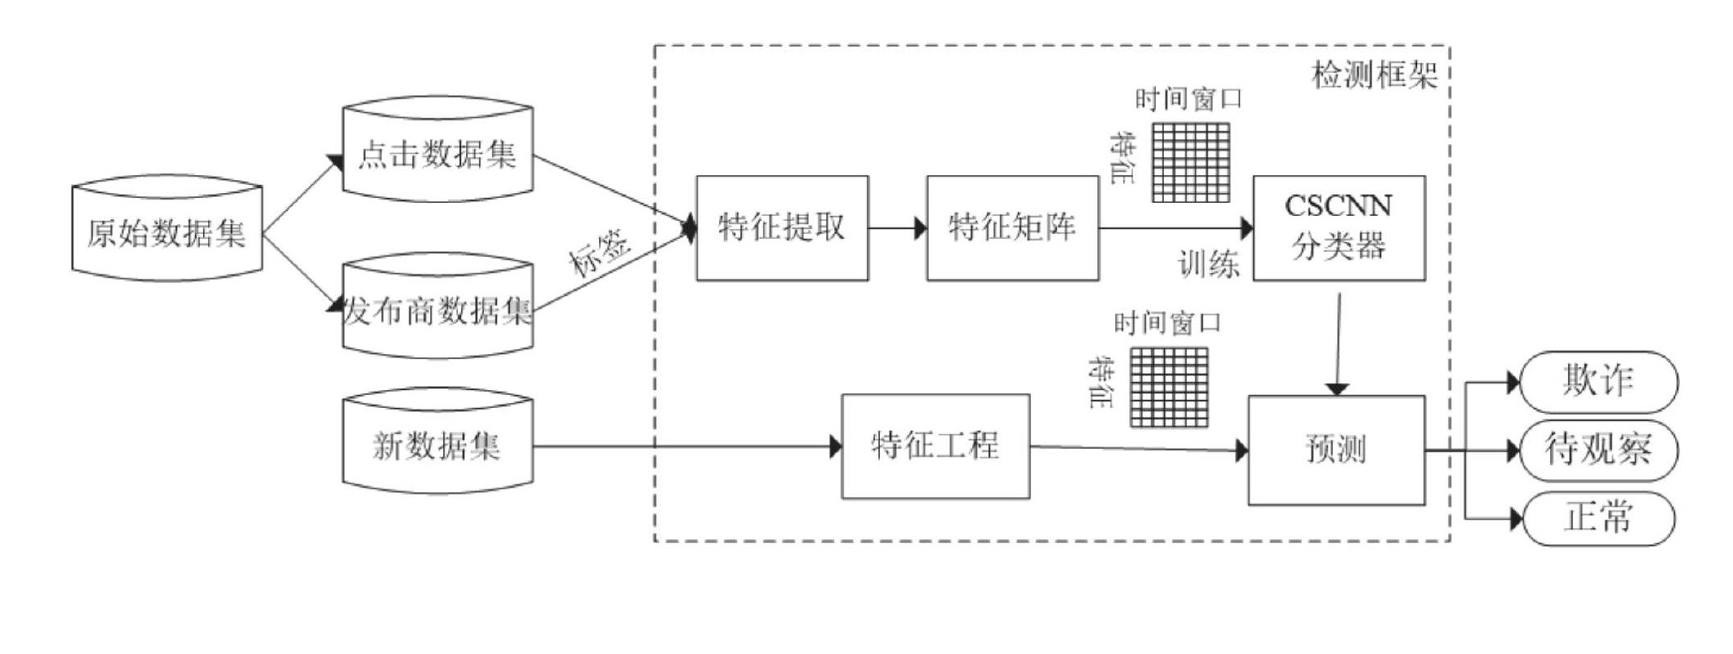 检测框架
时间窗口
特征
点击数据集
原始数据集
特征提取
特征矩阵
CSCNN
分类器
标签
训练
发布商数据集
时间窗口
特征
新数据集
特征工程
预测
欺诈
待观察
正常